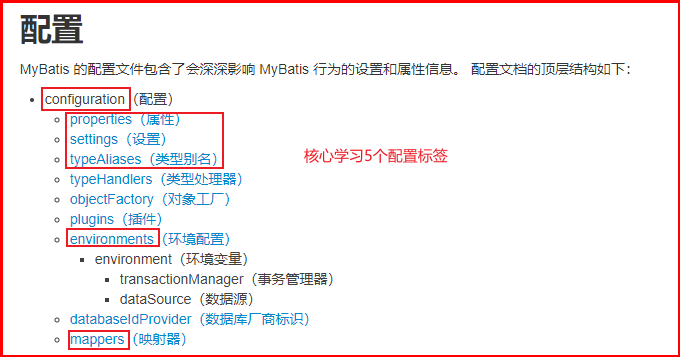 配置
MyBatis 的配置文件包含了会深深影响 MyBatis 行为的设置和属性信息。 配置文档的顶层结构如下：
configuration（配置）
properties（属性）
settings（设置）
typeAliases（类型别名）
核心学习5个配置标签
typeHandlers（类型处理器）
objectFactory（对象工厂）
plugins（插件）
environments（环境配置）
environment（环境变量）
transactionManager（事务管理器）
dataSource（数据源）
databaseIdProvider（数据库厂商标识）
mappers（映射器）